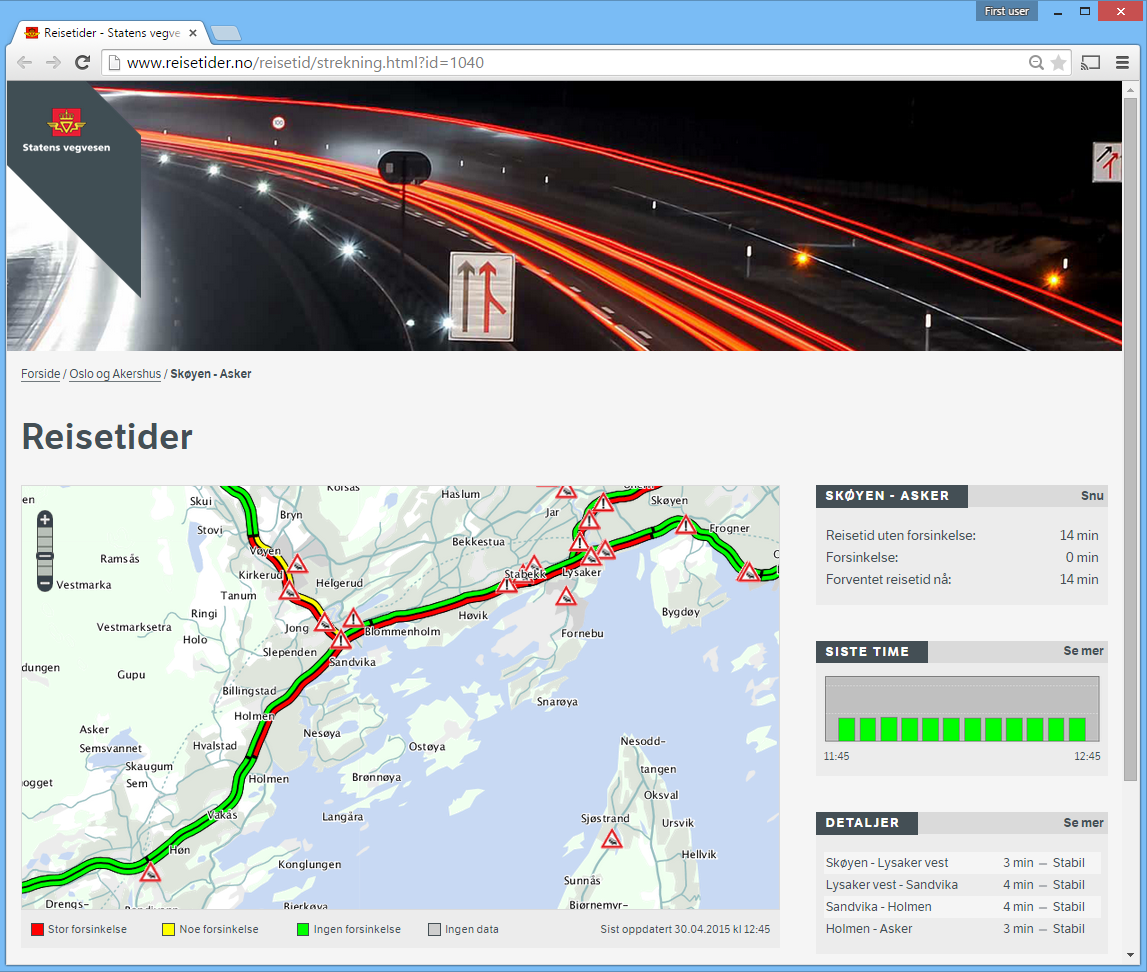 First user
Reisetider - Statens vegve
www.reisetider.no/reisetid/strekning.html?id=1040
Statens vegvesen
Forside / Oslo og Akershus / Skøyen - Asker
Reisetider
Korsås
Haslum
Skøyen
Skui
Bryn
Jar
Stovi
Frogner
Bekkestua
Vøyen
Ramsås
Kirkerud
Stabekk
Lysaker
Vestmarka
Helgerud
Tanum
Ringi
Høvik
Bygdøy
Vestmarksetra
Jong
Blommenholm
Holo
Fornebu
Slependen
Sandvika
Gupu
Billingstad
Snarøya
Holmen
Asker
Nesøya
Semsvannet
Hvalstad
Ostøya
Nesodd-
tangen
Skaugum
Sem
Holmen
Brønnøya
Oksval
Vakås
Langåra
Sjøstrand
Ursvik
Høn
Hellvik
Konglungen
Sunnås
Drengs-
Bjerkøya
Bjørnemyr-
Stor forsinkelse
Noe forsinkelse
Ingen forsinkelse
Ingen data
Sist oppdatert 30.04.2015 kl 12:45
SKØYEN - ASKER Snu
Reisetid uten forsinkelse: 14 min
Forsinkelse: 0 min
Forventet reisetid nå: 14 min
SISTE TIME Se mer
11:45 12:45
DETALJER Se mer
Skøyen - Lysaker vest 3 min — Stabil
Lysaker vest - Sandvika 4 min — Stabil
Sandvika - Holmen 4 min — Stabil
Holmen - Asker 3 min — Stabil